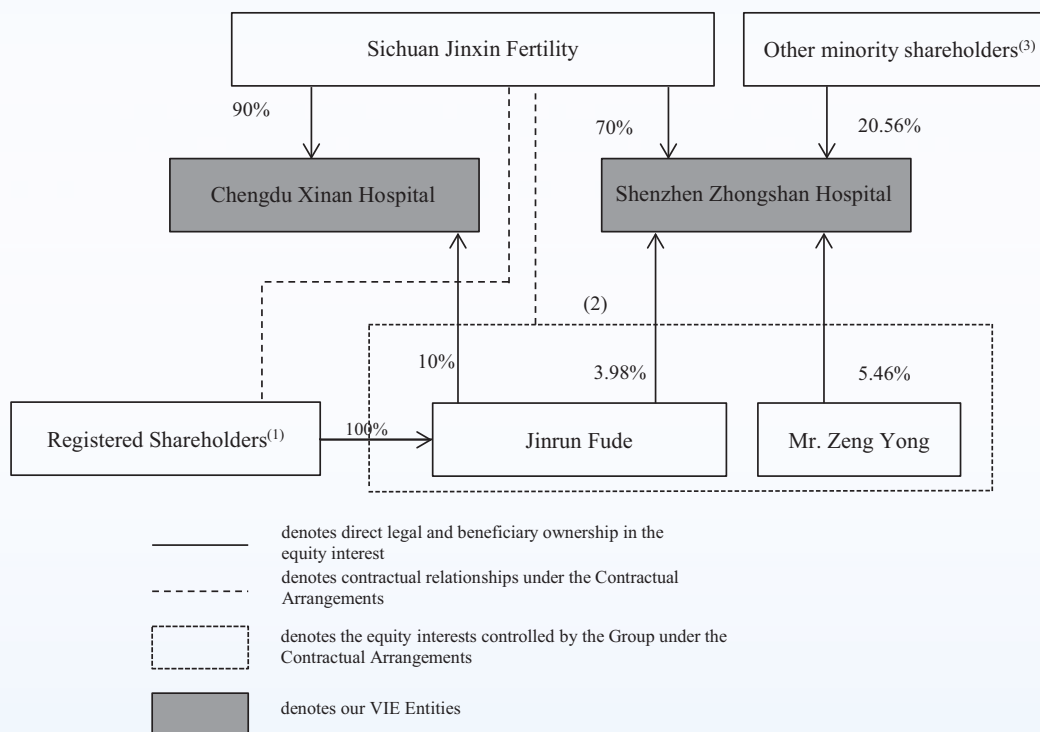 Sichuan Jinxin Fertility
Other minority shareholders(3)
90%
70%
20.56%
Chengdu Xinan Hospital
Shenzhen Zhongshan Hospital
(2)
10%
3.98%
5.46%
Registered Shareholders(1)
100%
Jinrun Fude
Mr. Zeng Yong
denotes direct legal and beneficiary ownership in the
equity interest
denotes contractual relationships under the Contractual
Arrangements
denotes the equity interests controlled by the Group under the
Contractual Arrangements
denotes our VIE Entities